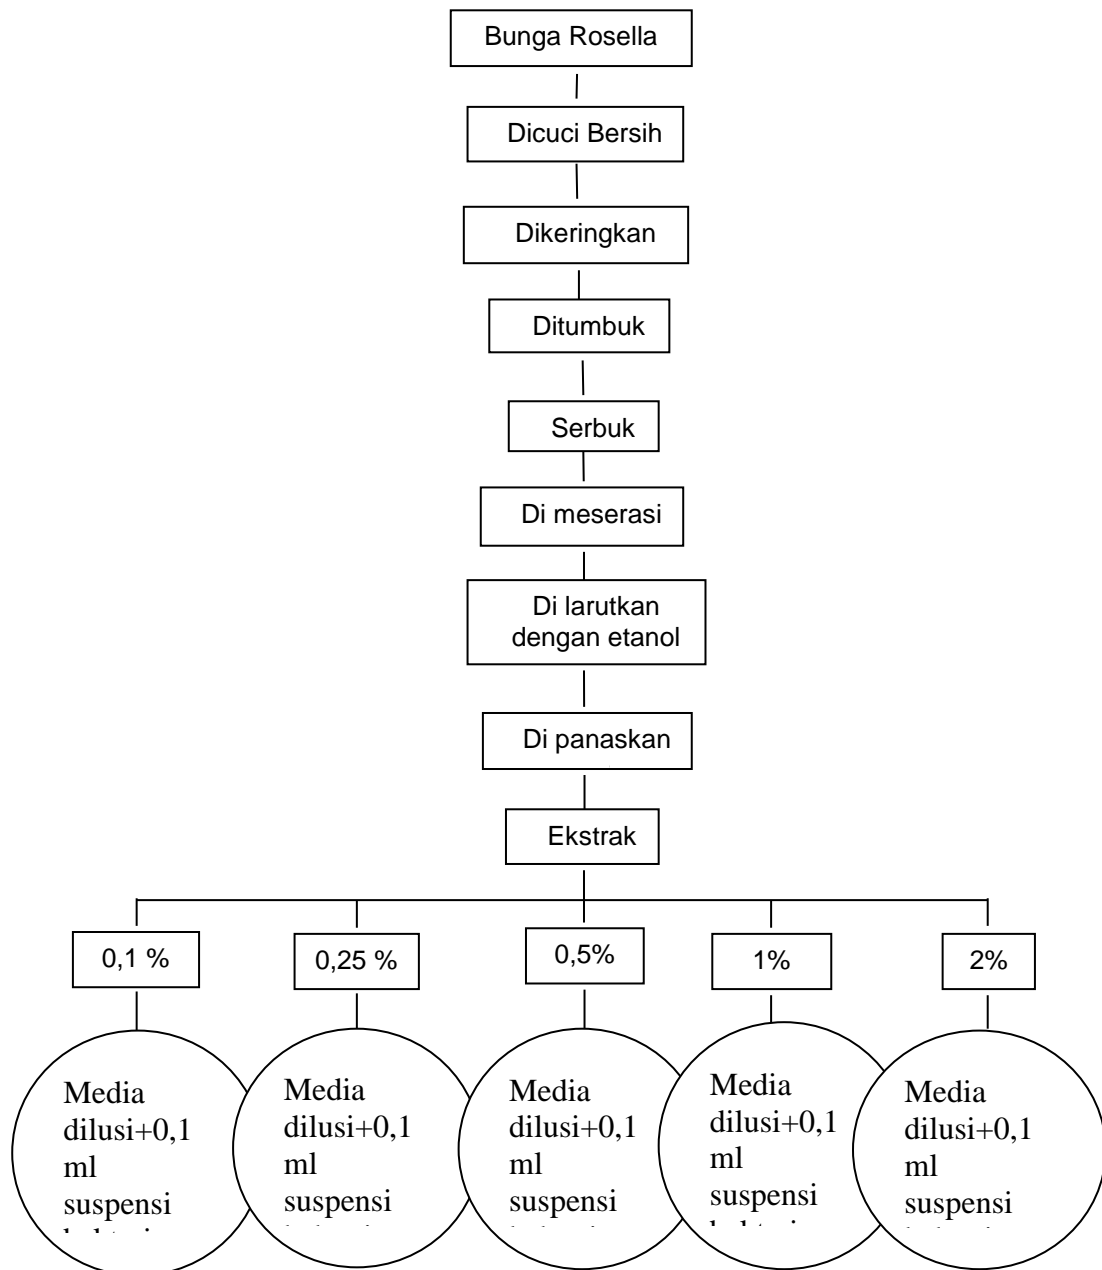 Bunga Rosella
Dicuci Bersih
Dikeringkan
Ditumbuk
Serbuk
Di meserasi
Di larutkan
dengan etanol
Di panaskan
Ekstrak
0,1 %
0,25 %
0,5%
1%
2%
Media
dilusi+0,1
ml
suspensi
Media
dilusi+0,1
ml
suspensi
Media
dilusi+0,1
ml
suspensi
Media
dilusi+0,1
ml
suspensi
Media
dilusi+0,1
ml
suspensi